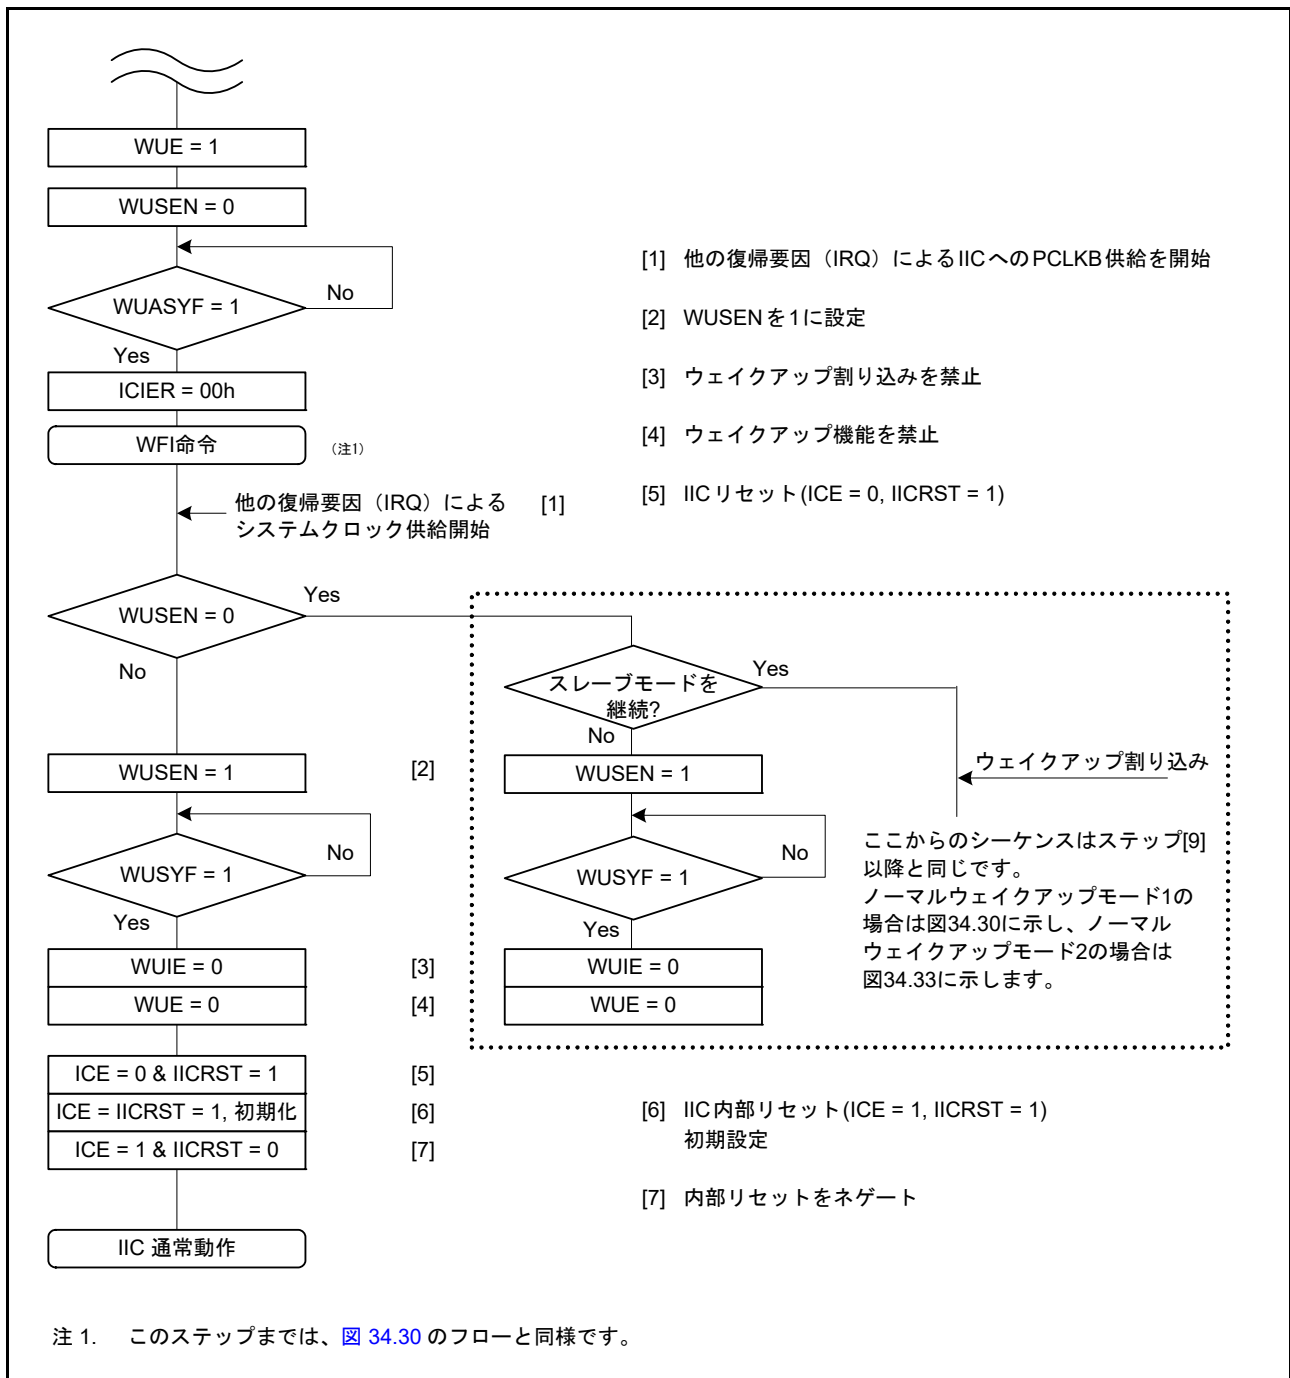 WUE = 1
WUSEN = 0
WUASYF = 1
No
Yes
ICIER = 00h
WFI命令
（注1）
他の復帰要因（IRQ）による
システムクロック供給開始
[1]
[1] 他の復帰要因（IRQ）によるIICへのPCLKB供給を開始
[2] WUSENを1に設定
[3] ウェイクアップ割り込みを禁止
[4] ウェイクアップ機能を禁止
[5] IICリセット(ICE = 0, IICRST = 1)
WUSEN = 0
Yes
No
WUSEN = 1
[2]
WUSYF = 1
No
Yes
WUIE = 0
[3]
WUE = 0
[4]
スレーブモードを
継続?
Yes
No
WUSEN = 1
WUSYF = 1
No
Yes
WUIE = 0
WUE = 0
ウェイクアップ割り込み
ここからのシーケンスはステップ[9]
以降と同じです。
ノーマルウェイクアップモード1の
場合は図34.30に示し、ノーマル
ウェイクアップモード2の場合は
図34.33に示します。
ICE = 0 & IICRST = 1
[5]
ICE = IICRST = 1, 初期化
[6]
ICE = 1 & IICRST = 0
[7]
[6] IIC内部リセット(ICE = 1, IICRST = 1)
初期設定
[7] 内部リセットをネゲート
IIC 通常動作
注 1. このステップまでは、図 34.30 のフローと同様です。